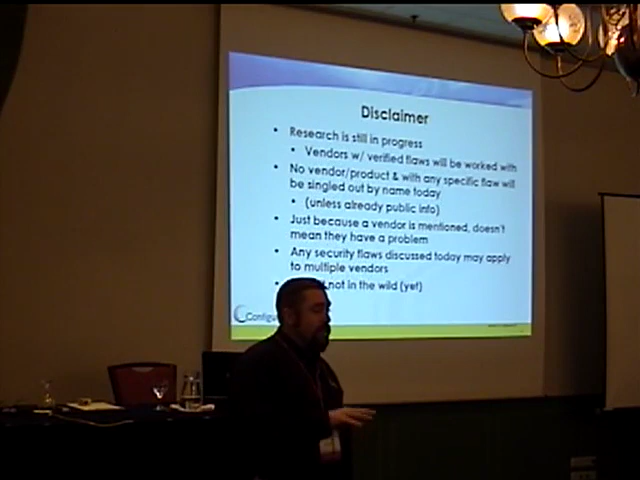 Disclaimer
• Research is still in progress
• Vendors w/ verified flaws will be worked with
• No vendor/product & with any specific flaw will
be singled out by name today
• (unless already public info)
• Just because a vendor is mentioned, doesn't
mean they have a problem
• Any security flaws discussed today may apply
to multiple vendors
• not in the wild (yet)